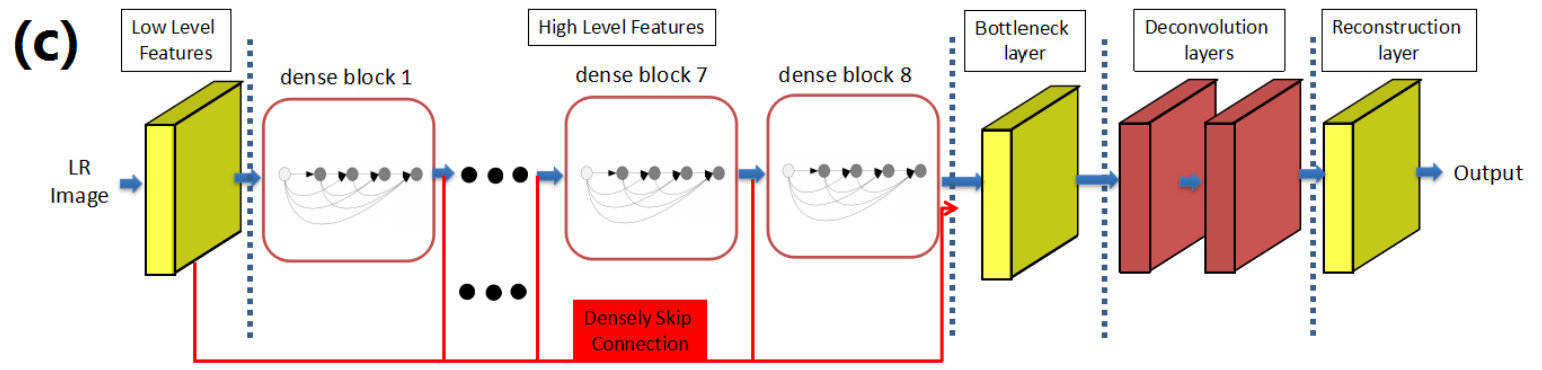 (c)
Low Level
Features
High Level Features
Bottleneck
layer
Deconvolution
layers
Reconstruction
layer
dense block 1
dense block 7
dense block 8
LR
Image
Output
Densely Skip
Connection